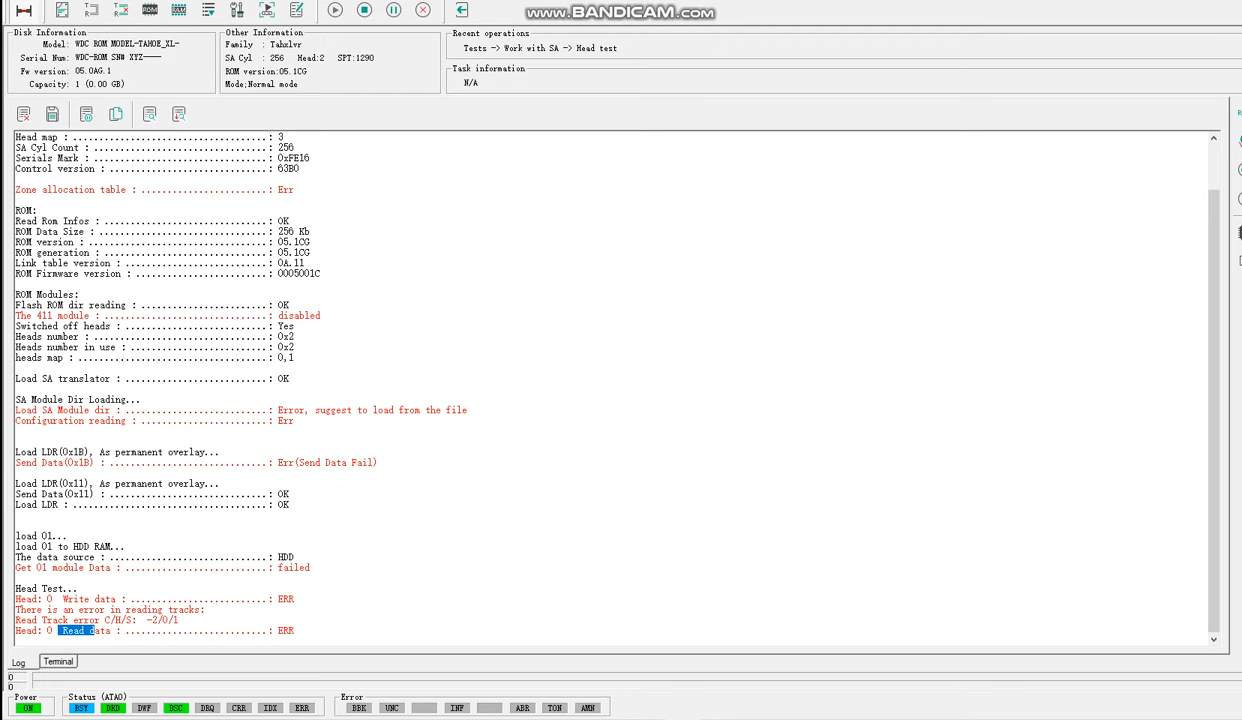 www.BANDICAM.com
Disk Information
Model: WDC ROM MODEL-TAHOE_XL-
Serial Num: WDC-ROM SN# XYZ----
Fw version: 05.0AG.1
Capacity: 1 (0.00 GB)
Other Information
Family : Tahxlvr
SA Cyl : 256 Head:2 SPT:1290
ROM version:05.1CG
Mode;Normal mode
Recent operations
Tests -> Work with SA -> Head test
Task information
N/A
Head map : .................................... : 3
SA Cyl Count : ................................ : 256
Serials Mark : ................................ : 0xFE16
Control version : ............................. : 63B0
Zone allocation table : ........................ : Err
ROM:
Read Rom Infos : ............................... : OK
ROM Data Size : ............................... : 256 Kb
ROM version : ................................. : 05.1CG
ROM generation : .............................. : 05.1CG
Link table version : ........................... : 0A.11
ROM Firmware version : ......................... : 0005001C
ROM Modules:
Flash ROM dir reading : ........................ : OK
The 411 module : ............................... : disabled
Switched off heads : ........................... : Yes
Heads number : ................................. : 0x2
Heads number in use : .......................... : 0x2
heads map : .................................... : 0,1
Load SA translator : ........................... : OK
SA Module Dir Loading...
Load SA Module dir : ........................... : Error, suggest to load from the file
Configuration reading : ........................ : Err
Load LDR(0x1B), As permanent overlay...
Send Data(0x1B) : .............................. : Err(Send Data Fail)
Load LDR(0x11), As permanent overlay...
Send Data(0x11) : .............................. : OK
Load LDR : ..................................... : OK
load 01...
load 01 to HDD RAM...
The data source : .............................. : HDD
Get 01 module Data : ........................... : failed
Head Test...
Head: 0 Write data : ........................... : ERR
There is an error in reading tracks:
Read Track error C/H/S: -2/0/1
Head: 0 Read data : ............................ : ERR
Log
Terminal
0
0
Power
ON
Status (ATA0)
BSY DRD DWF DSC DRQ CRR IDX ERR
Error
BBK UNC INF ABR TON AMN